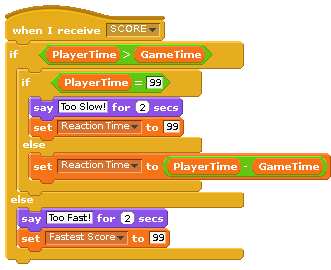 when I receive SCORE
if PlayerTime > GameTime
if PlayerTime = 99
say Too Slow! for 2 secs
set Reaction Time to 99
else
set Reaction Time to PlayerTime - GameTime
else
say Too Fast! for 2 secs
set Fastest Score to 99